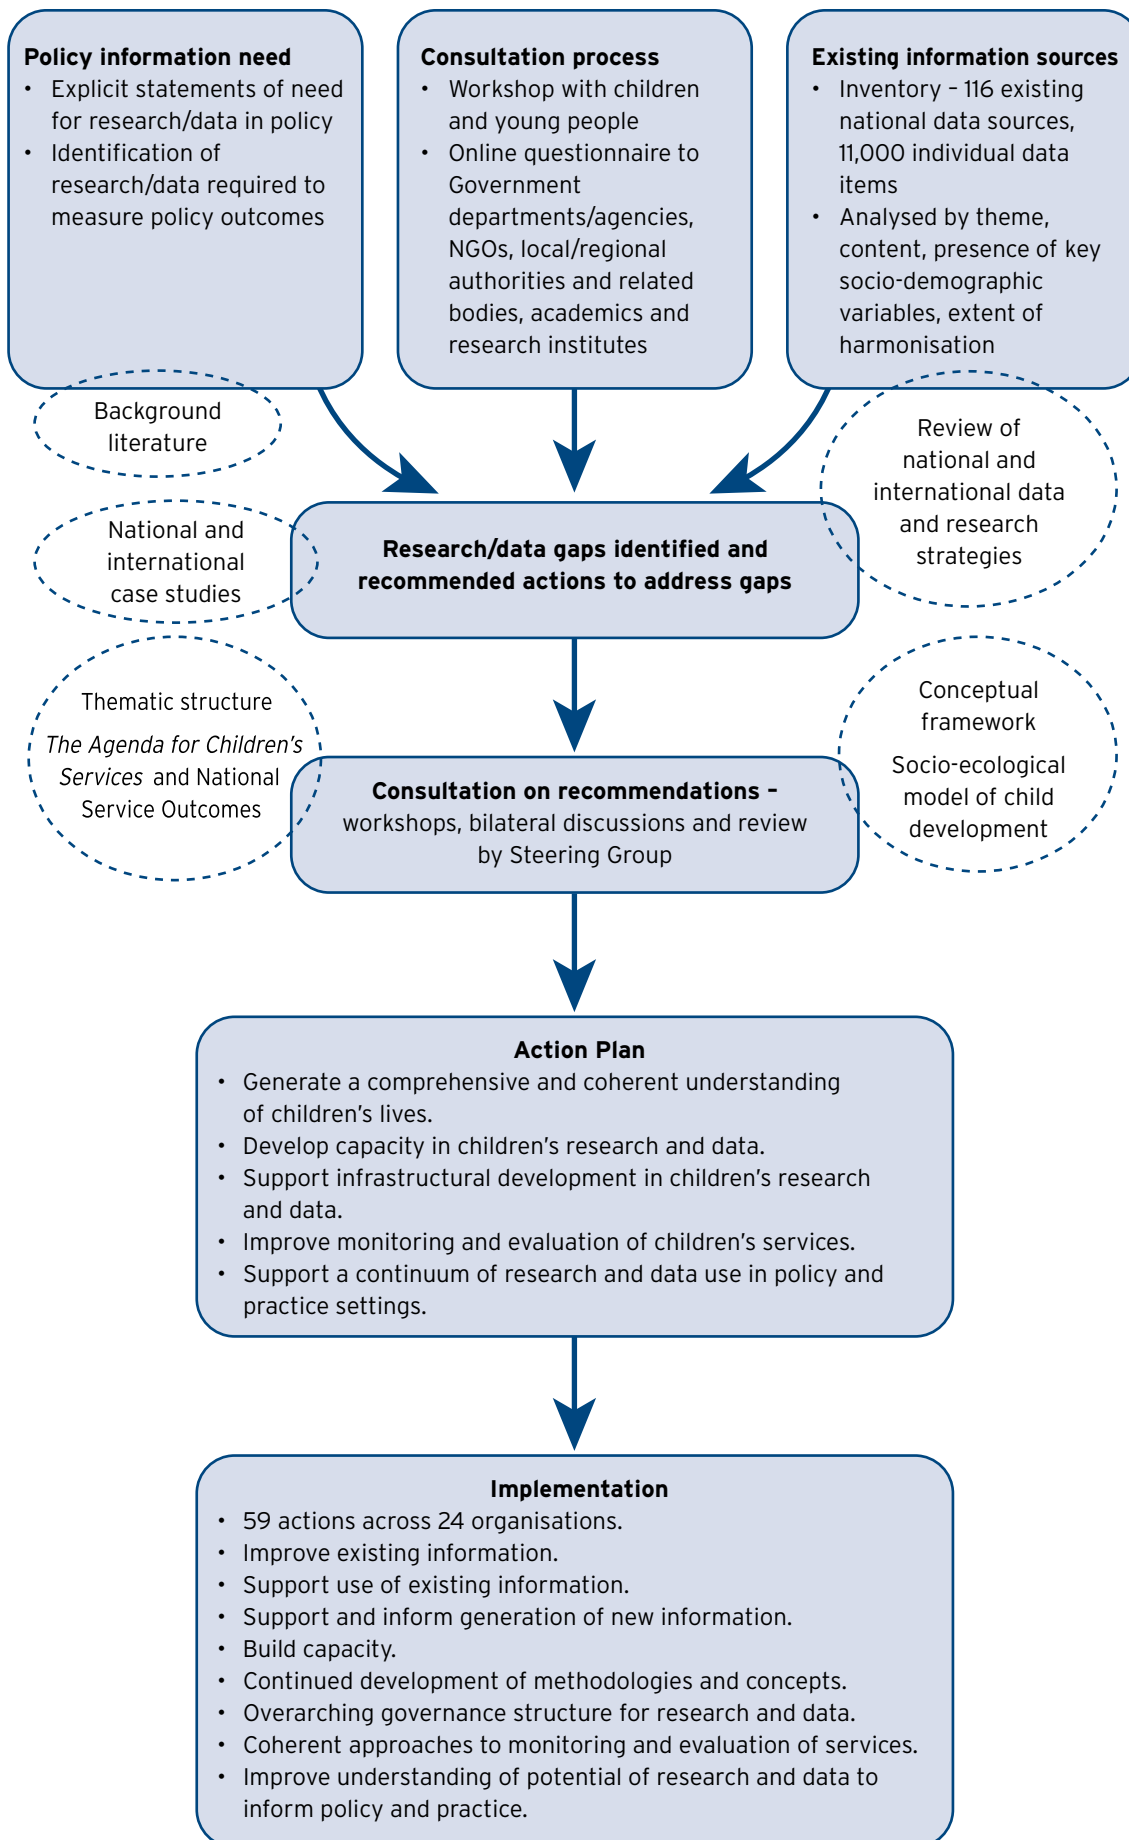 Policy information need
• Explicit statements of need
for research/data in policy
• Identification of
research/data required to
measure policy outcomes
Consultation process
• Workshop with children
and young people
• Online questionnaire to
Government
departments/agencies,
NGOs, local/regional
authorities and related
bodies, academics and
research institutes
Existing information sources
• Inventory – 116 existing
national data sources,
11,000 individual data
items
• Analysed by theme,
content, presence of key
socio-demographic
variables, extent of
harmonisation
Background
literature
National and
international
case studies
Thematic structure
The Agenda for Children's
Services and National
Service Outcomes
Review of
national and
international data
and research
strategies
Conceptual
framework
Socio-ecological
model of child
development
Research/data gaps identified and
recommended actions to address gaps
Consultation on recommendations –
workshops, bilateral discussions and review
by Steering Group
Action Plan
• Generate a comprehensive and coherent understanding
of children's lives.
• Develop capacity in children's research and data.
• Support infrastructural development in children's research
and data.
• Improve monitoring and evaluation of children's services.
• Support a continuum of research and data use in policy and
practice settings.
Implementation
• 59 actions across 24 organisations.
• Improve existing information.
• Support use of existing information.
• Support and inform generation of new information.
• Build capacity.
• Continued development of methodologies and concepts.
• Overarching governance structure for research and data.
• Coherent approaches to monitoring and evaluation of services.
• Improve understanding of potential of research and data to
inform policy and practice.